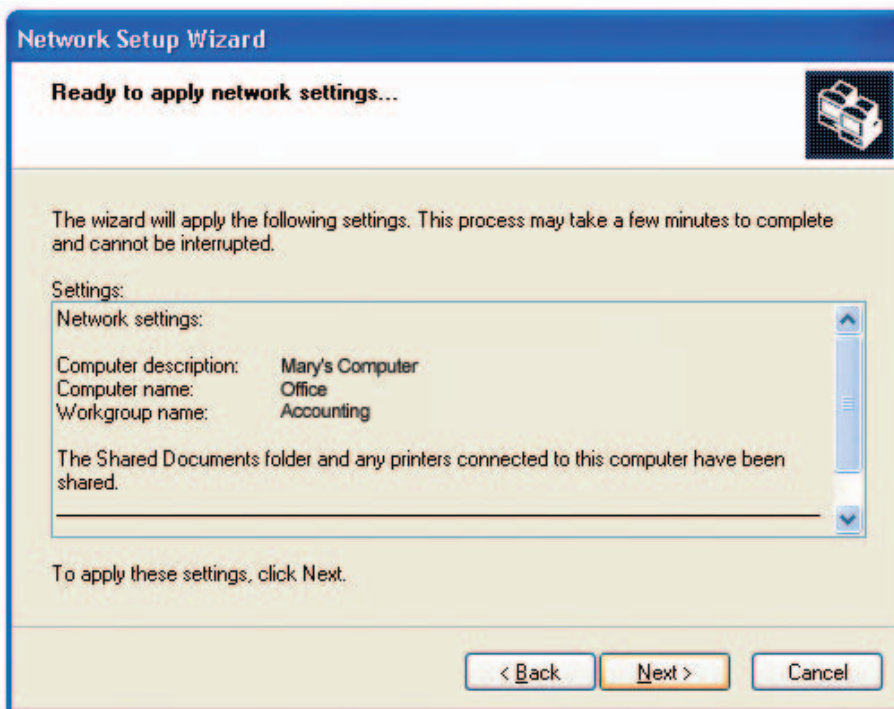 Network Setup Wizard
Ready to apply network settings...
The wizard will apply the following settings. This process may take a few minutes to complete
and cannot be interrupted.
Settings:
Network settings:
Computer description: Mary's Computer
Computer name: Office
Workgroup name: Accounting
The Shared Documents folder and any printers connected to this computer have been
shared.
To apply these settings, click Next.
< Back Next > Cancel